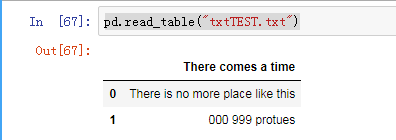 In [67]: pd.read_table("txtTEST.txt")
Out[67]:
There comes a time
0 There is no more place like this
1 000 999 protues